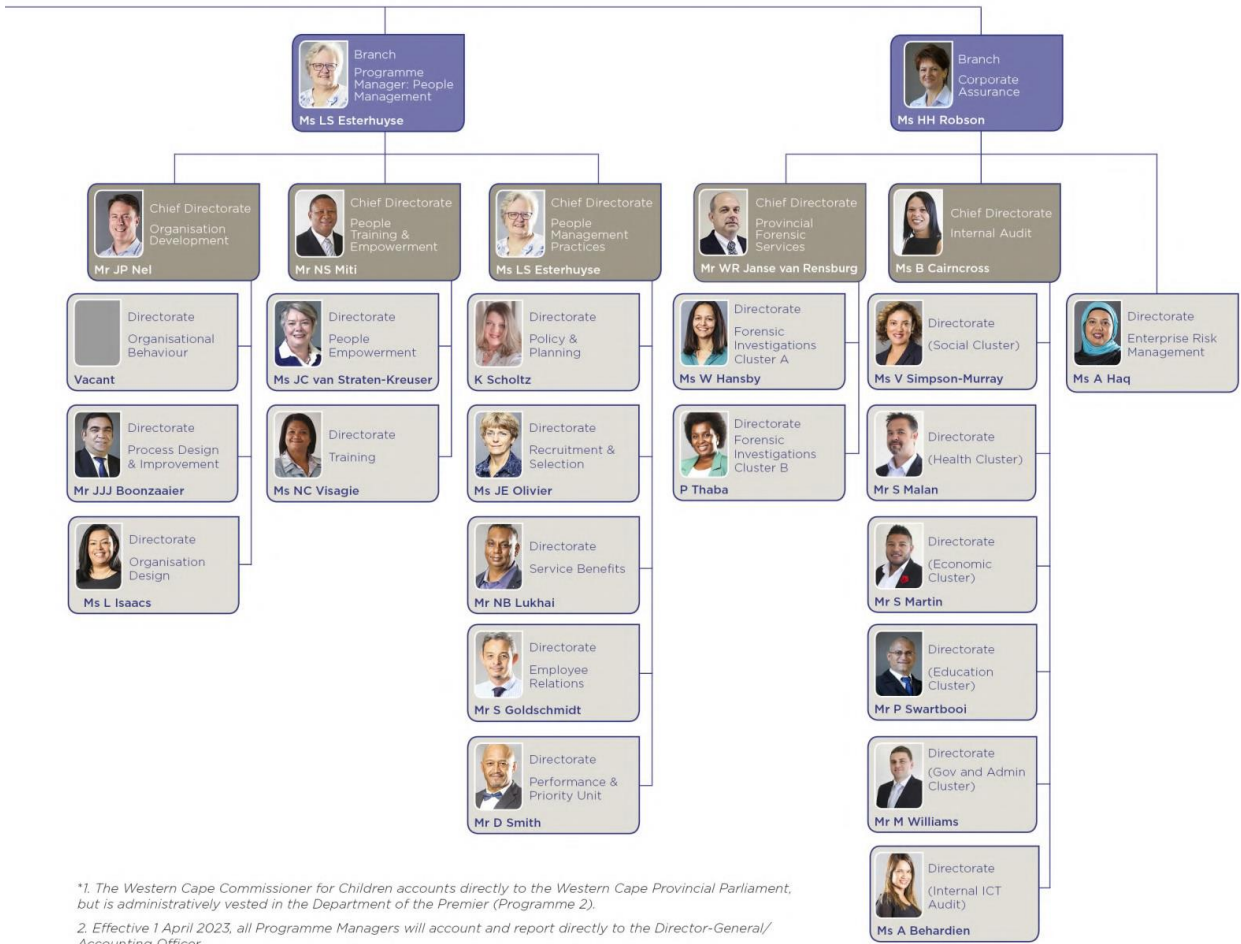 Branch
Programme
Manager: People
Management
Ms LS Esterhuyse
Branch
Corporate
Assurance
Ms HH Robson
Chief Directorate
Organisation
Development
Mr JP Nel
Chief Directorate
People
Training &
Empowerment
Mr NS Miti
Chief Directorate
People
Management
Practices
Ms LS Esterhuyse
Chief Directorate
Provincial
Forensic
Services
Mr WR Janse van Rensburg
Chief Directorate
Internal Audit
Ms B Cairncross
Directorate
Organisational
Behaviour
Vacant
Directorate
People
Empowerment
Ms JC van Straten-Kreuser
Directorate
Policy &
Planning
K Scholtz
Directorate
Forensic
Investigations
Cluster A
Ms W Hansby
Directorate
(Social Cluster)
Ms V Simpson-Murray
Directorate
Enterprise Risk
Management
Ms A Haq
Directorate
Process Design
& Improvement
Mr JJJ Boonzaaier
Directorate
Training
Ms NC Visagie
Directorate
Recruitment &
Selection
Ms JE Olivier
Directorate
Forensic
Investigations
Cluster B
P Thaba
Directorate
(Health Cluster)
Mr S Malan
Directorate
Organisation
Design
Ms L Isaacs
Directorate
Service Benefits
Mr NB Lukhai
Directorate
(Economic
Cluster)
Mr S Martin
Directorate
Employee
Relations
Mr S Goldschmidt
Directorate
(Education
Cluster)
Mr P Swartbooi
Directorate
Performance &
Priority Unit
Mr D Smith
Directorate
(Gov and Admin
Cluster)
Mr M Williams
Directorate
(Internal ICT
Audit)
Ms A Behardien
*1. The Western Cape Commissioner for Children accounts directly to the Western Cape Provincial Parliament,
but is administratively vested in the Department of the Premier (Programme 2).
2. Effective 1 April 2023, all Programme Managers will account and report directly to the Director-General/
Accounting Officer